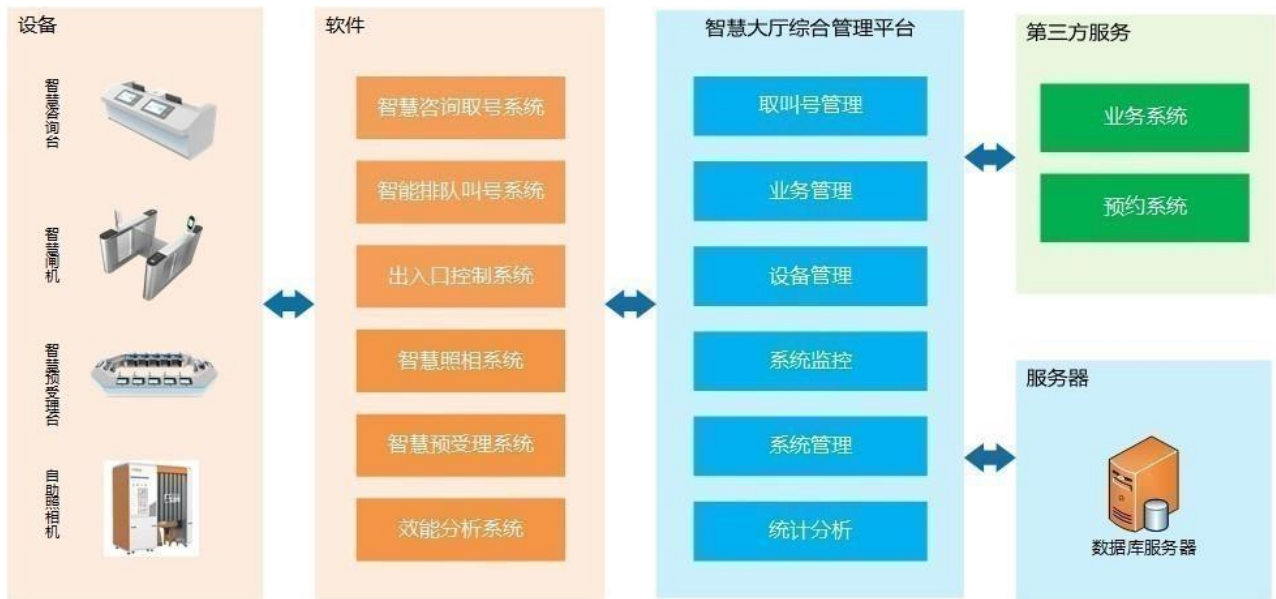 设备
智慧咨询台
智慧闸机
智慧预受理台
自助照相机
软件
智慧咨询取号系统
智能排队叫号系统
出入口控制系统
智慧照相系统
智慧预受理系统
效能分析系统
智慧大厅综合管理平台
取叫号管理
业务管理
设备管理
系统监控
系统管理
统计分析
第三方服务
业务系统
预约系统
服务器
数据库服务器